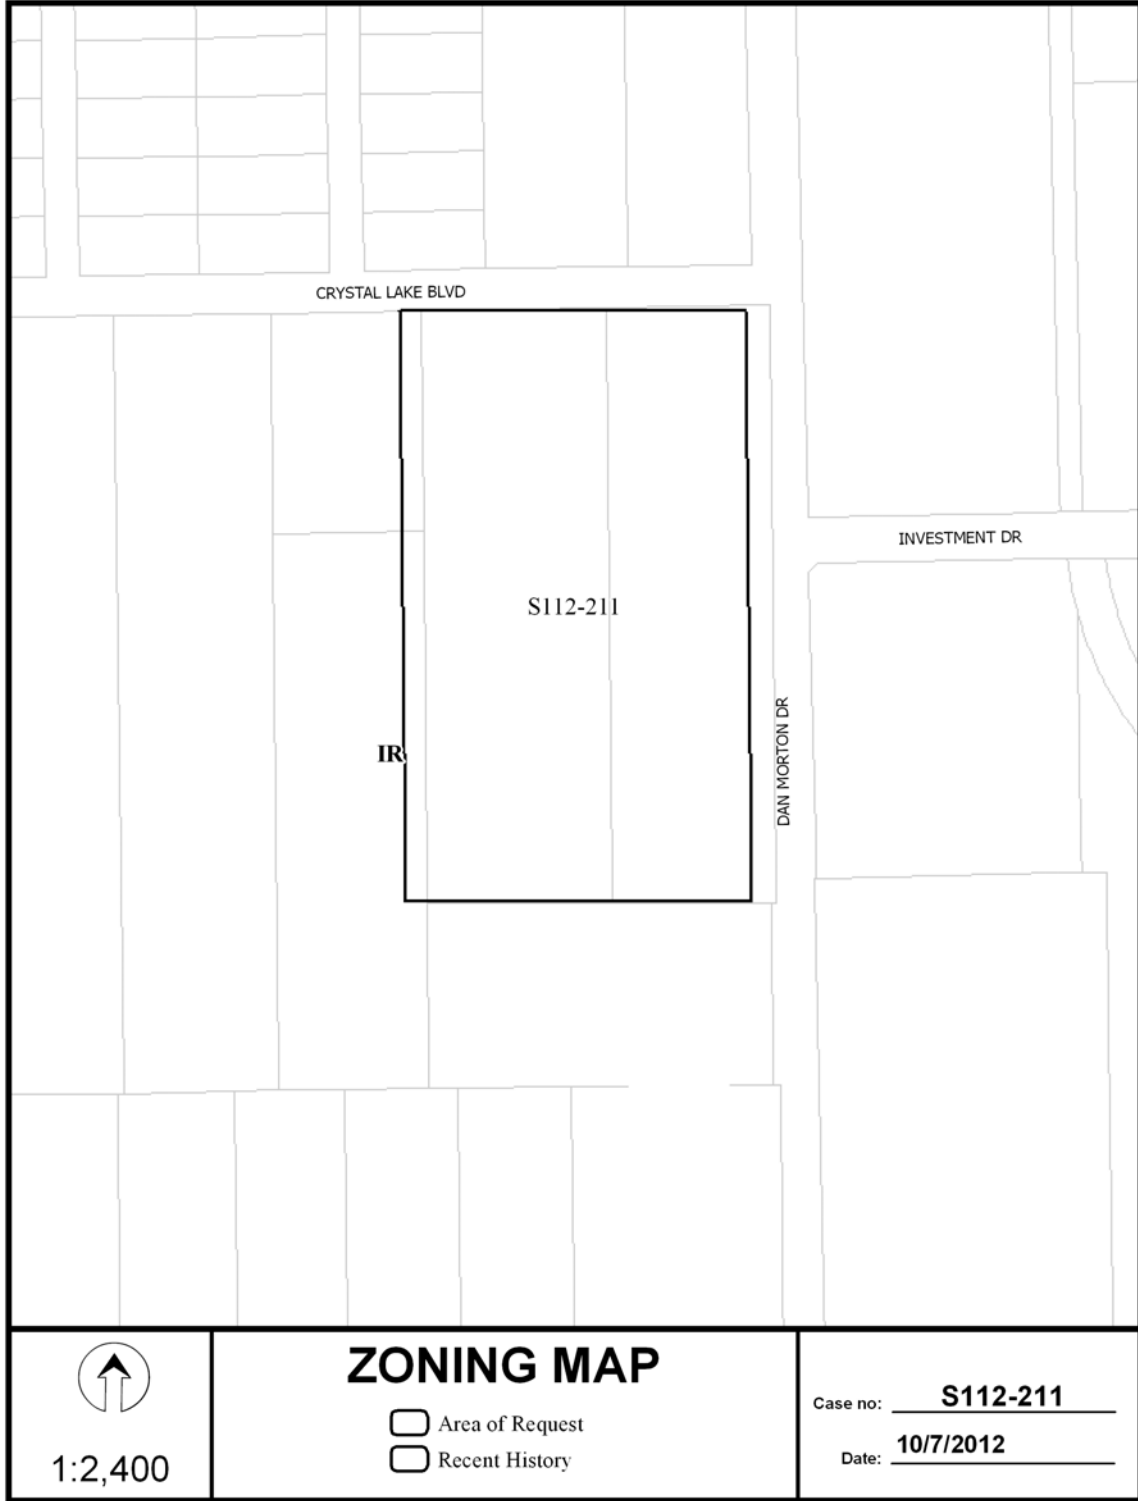 CRYSTAL LAKE BLVD
INVESTMENT DR
S112-211
DAN MORTON DR
IR
1:2,400
ZONING MAP
Area of Request
Recent History
Case no: S112-211
Date: 10/7/2012